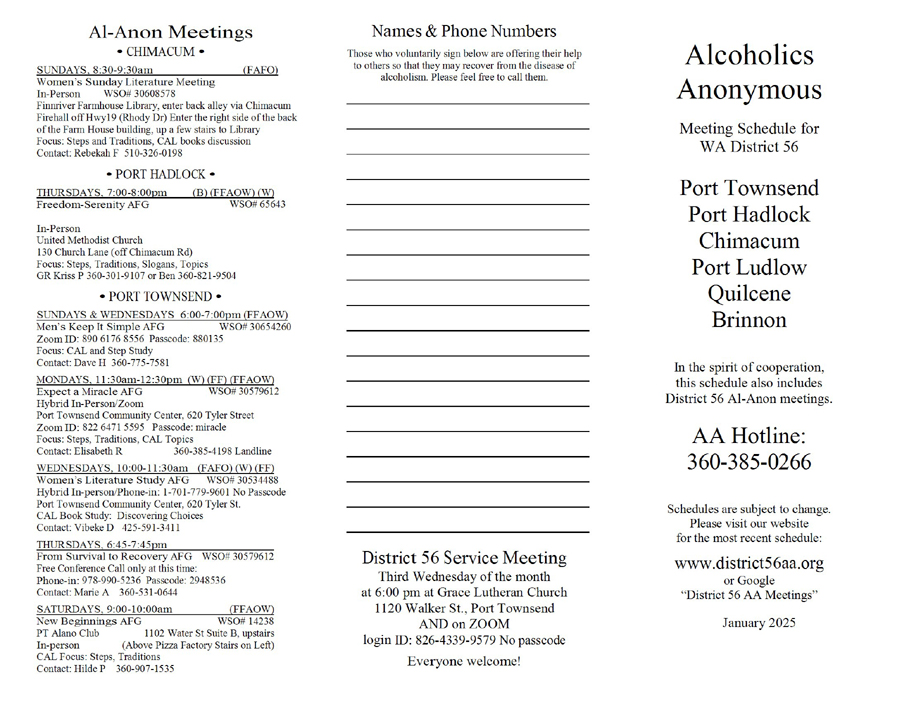 Al-Anon Meetings
• CHIMACUM •
SUNDAYS, 8:30-9:30am (FAFO)
Women's Sunday Literature Meeting
In-Person WSO# 30608578
Finnriver Farmhouse Library, enter back alley via Chimacum
Firehall off Hwy19 (Rhody Dr) Enter the right side of the back
of the Farm House building, up a few stairs to Library
Focus: Steps and Traditions, CAL books discussion
Contact: Rebekah F 510-326-0198
• PORT HADLOCK •
THURSDAYS, 7:00-8:00pm (B) (FFAOW) (W)
Freedom-Serenity AFG WSO# 65643
In-Person
United Methodist Church
130 Church Lane (off Chimacum Rd)
Focus: Steps, Traditions, Slogans, Topics
GR Kriss P 360-301-9107 or Ben 360-821-9504
• PORT TOWNSEND •
SUNDAYS & WEDNESDAYS 6:00-7:00pm (FFAOW)
Men's Keep It Simple AFG WSO# 30654260
Zoom ID: 890 6176 8556 Passcode: 880135
Focus: CAL and Step Study
Contact: Dave H 360-775-7581
MONDAYS, 11:30am-12:30pm (W) (FF) (FFAOW)
Expect a Miracle AFG WSO# 30579612
Hybrid In-Person/Zoom
Port Townsend Community Center, 620 Tyler Street
Zoom ID: 822 6471 5595 Passcode: miracle
Focus: Steps, Traditions, CAL Topics
Contact: Elisabeth R 360-385-4198 Landline
WEDNESDAYS, 10:00-11:30am (FAFO) (W) (FF)
Women's Literature Study AFG WSO# 30534488
Hybrid In-person/Phone-in: 1-701-779-9601 No Passcode
Port Townsend Community Center, 620 Tyler St.
CAL Book Study: Discovering Choices
Contact: Vibeke D 425-591-3411
THURSDAYS, 6:45-7:45pm
From Survival to Recovery AFG WSO# 30579612
Free Conference Call only at this time:
Phone-in: 978-990-5236 Passcode: 2948536
Contact: Marie A 360-531-0644
SATURDAYS, 9:00-10:00am (FFAOW)
New Beginnings AFG WSO# 14238
PT Alano Club 1102 Water St Suite B, upstairs
In-person (Above Pizza Factory Stairs on Left)
CAL Focus: Steps, Traditions
Contact: Hilde P 360-907-1535
Names & Phone Numbers
Those who voluntarily sign below are offering their help
to others so that they may recover from the disease of
alcoholism. Please feel free to call them.
District 56 Service Meeting
Third Wednesday of the month
at 6:00 pm at Grace Lutheran Church
1120 Walker St., Port Townsend
AND on ZOOM
login ID: 826-4339-9579 No passcode
Everyone welcome!
Alcoholics
Anonymous
Meeting Schedule for
WA District 56
Port Townsend
Port Hadlock
Chimacum
Port Ludlow
Quilcene
Brinnon
In the spirit of cooperation,
this schedule also includes
District 56 Al-Anon meetings.
AA Hotline:
360-385-0266
Schedules are subject to change.
Please visit our website
for the most recent schedule:
www.district56aa.org
or Google
“District 56 AA Meetings”
January 2025